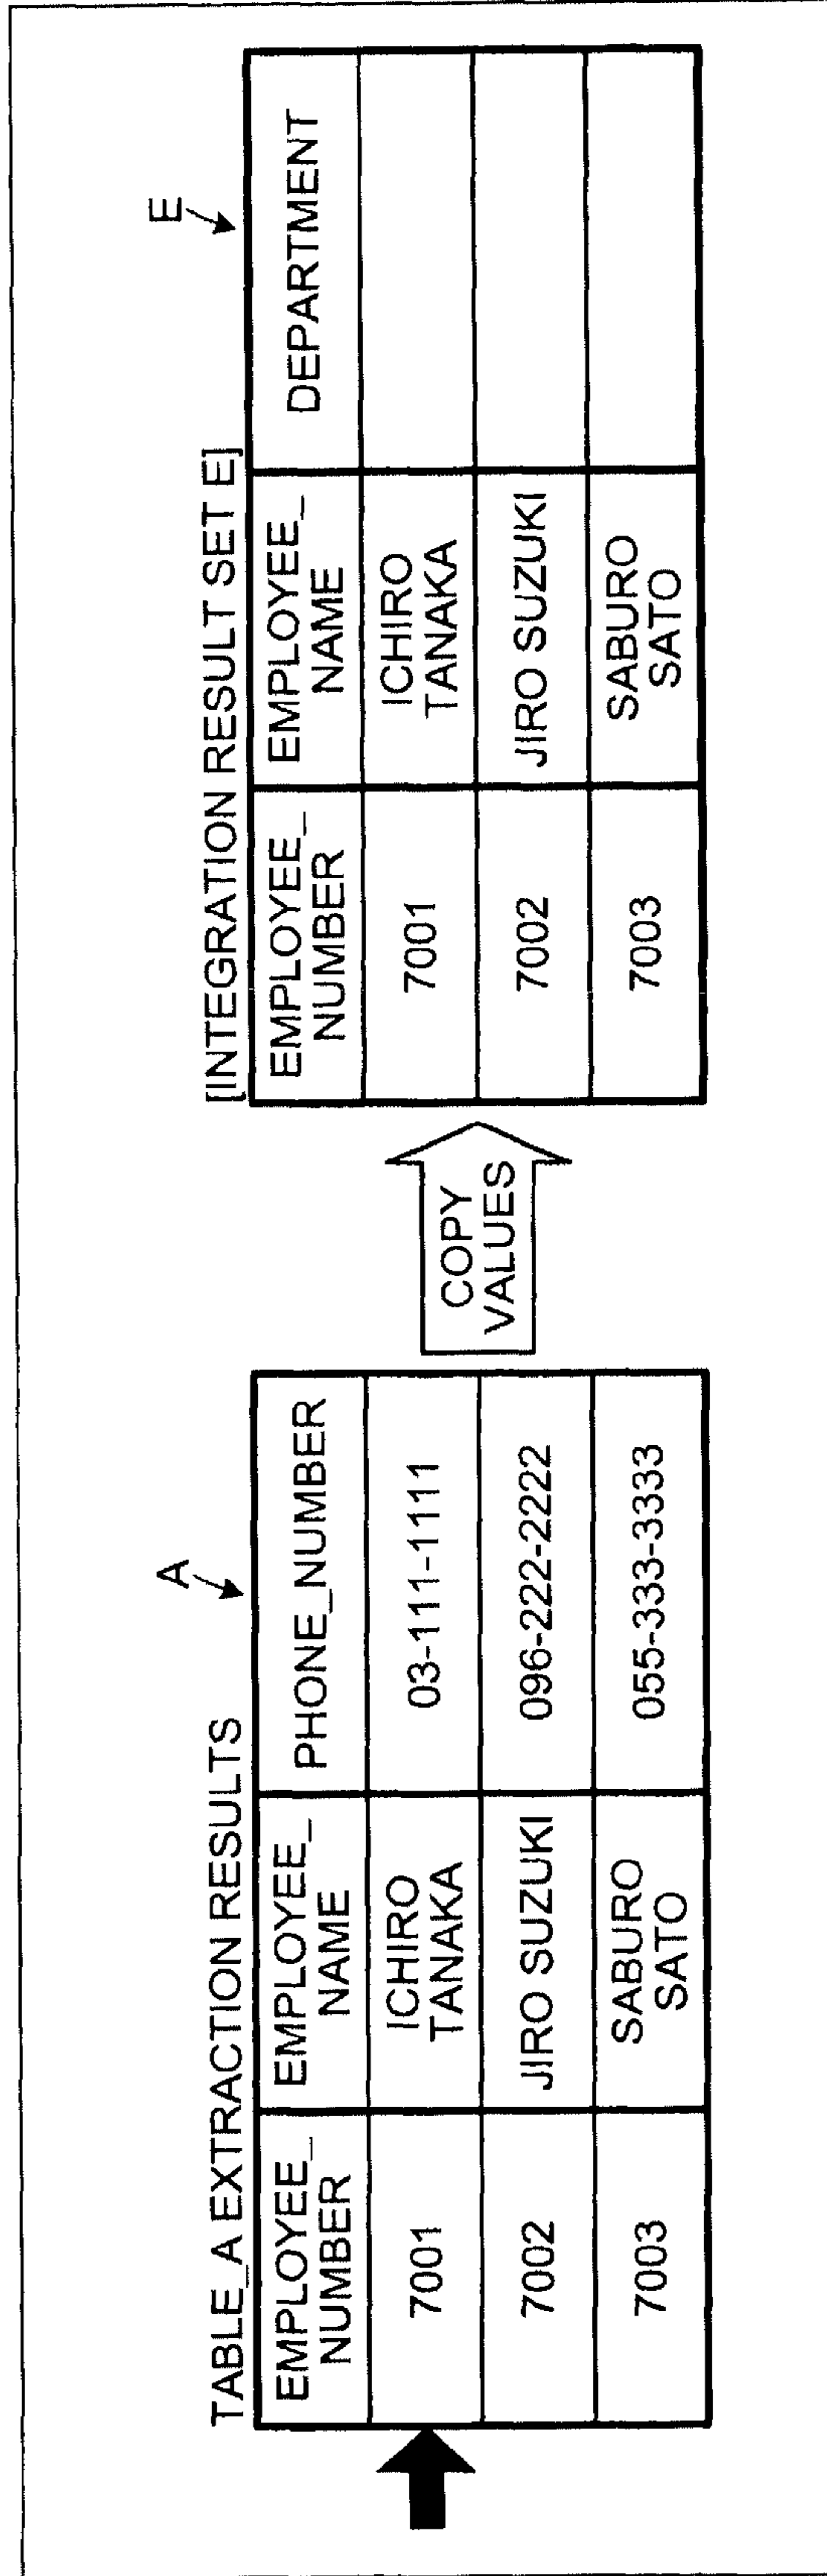 TABLE_A EXTRACTION RESULTS
A
EMPLOYEE_
NUMBER
EMPLOYEE_
NAME
PHONE_NUMBER
7001
ICHIRO
TANAKA
03-111-1111
7002
JIRO SUZUKI
096-222-2222
7003
SABURO
SATO
055-333-3333
COPY
VALUES
[INTEGRATION RESULT SET E]
E
EMPLOYEE_
NUMBER
EMPLOYEE_
NAME
DEPARTMENT
7001
ICHIRO
TANAKA
7002
JIRO SUZUKI
7003
SABURO
SATO